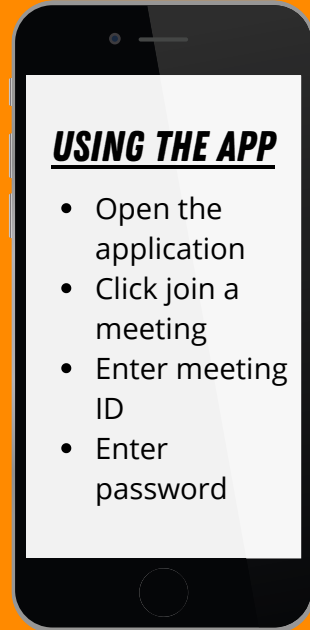 USING THE APP
• Open the
application
• Click join a
meeting
• Enter meeting
ID
• Enter
password